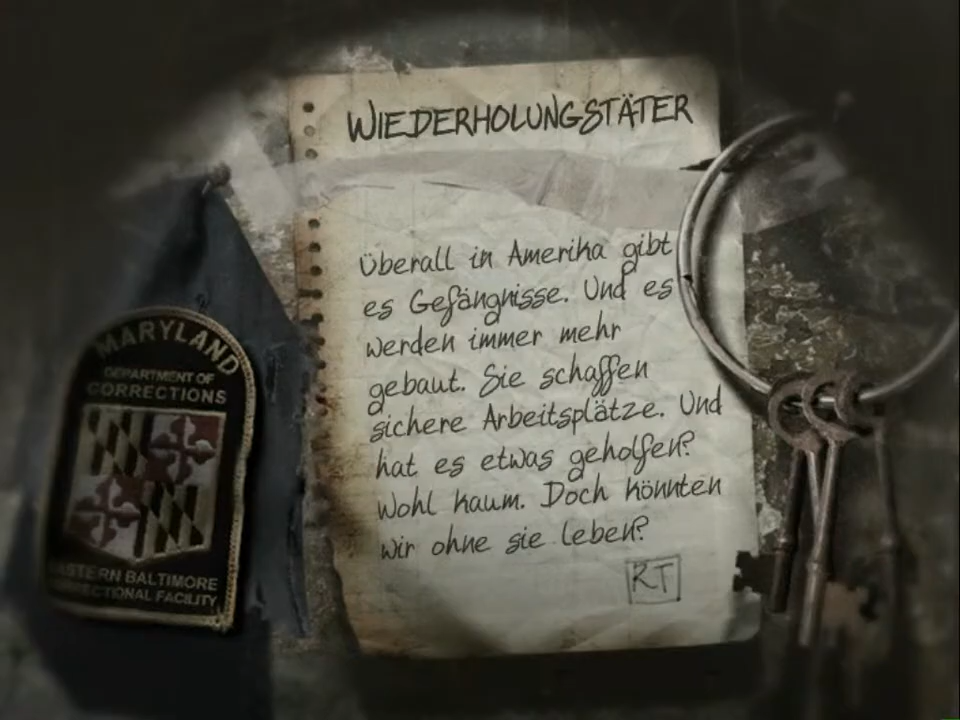 WIEDERHOLUNGSTÄTER
Überall in Amerika gibt
es Gefängnisse. Und es
werden immer mehr
gebaut. Sie schaffen
sichere Arbeitsplätze. Und
hat es etwas geholfen?
Wohl kaum. Doch könnten
wir ohne sie leben?
RT
MARYLAND
DEPARTMENT OF
CORRECTIONS
EASTERN BALTIMORE
CORRECTIONAL FACILITY